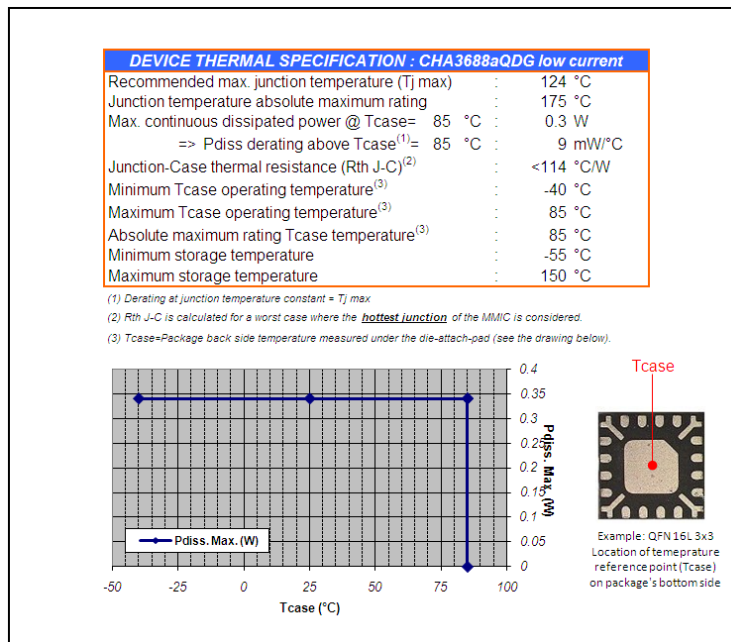 DEVICE THERMAL SPECIFICATION : CHA3688aQDG low current
Recommended max. junction temperature (Tj max) : 124 °C
Junction temperature absolute maximum rating : 175 °C
Max. continuous dissipated power @ Tcase= 85 °C : 0.3 W
=> Pdiss derating above Tcase(1)= 85 °C : 9 mW/°C
Junction-Case thermal resistance (Rth J-C)(2) : <114 °C/W
Minimum Tcase operating temperature(3) : -40 °C
Maximum Tcase operating temperature(3) : 85 °C
Absolute maximum rating Tcase temperature(3) : 85 °C
Minimum storage temperature : -55 °C
Maximum storage temperature : 150 °C
(1) Derating at junction temperature constant = Tj max
(2) Rth J-C is calculated for a worst case where the hottest junction of the MMIC is considered.
(3) Tcase=Package back side temperature measured under the die-attach-pad (see the drawing below).
0.4
0.35
0.3
0.25
0.2
0.15
0.1
0.05
0
Pdiss. Max. (W)
Pdiss. Max. (W)
-50 -25 0 25 50 75 100
Tcase (°C)
Tcase
Example: QFN 16L 3x3
Location of temeprature
reference point (Tcase)
on package's bottom side